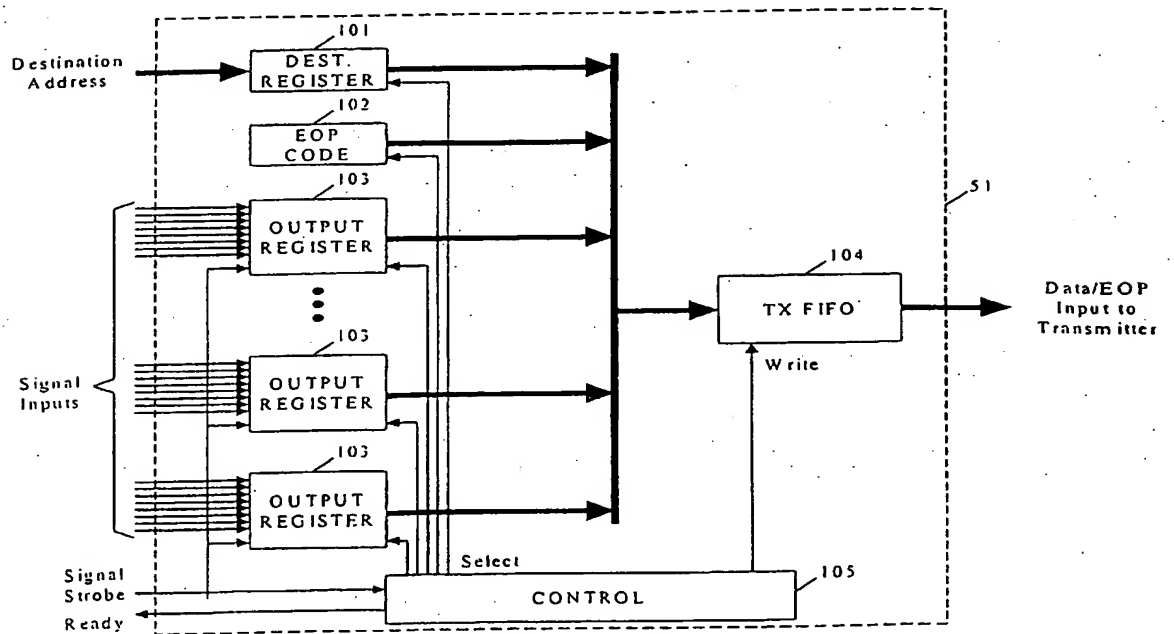 101
Destination
Address
DEST.
REGISTER
102
EOP
CODE
103
OUTPUT
REGISTER
51
104
TX FIFO
Data/EOP
Input to
Transmitter
Write
103
Signal
Inputs
OUTPUT
REGISTER
103
OUTPUT
REGISTER
Select
Signal
Strobe
Ready
CONTROL
105